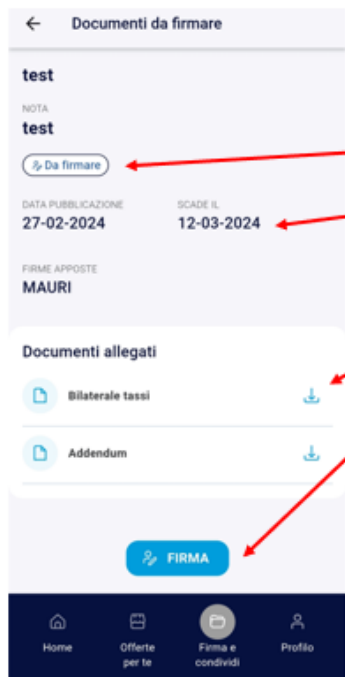 Documenti da firmare
test
NOTA
test
Da firmare
DATA PUBBLICAZIONE SCADE IL
27-02-2024 12-03-2024
FIRME APPOSTE
MAURI
Documenti allegati
Bilaterale tassi
Addendum
FIRMA
Home Offerte per te Firma e condividi Profilo